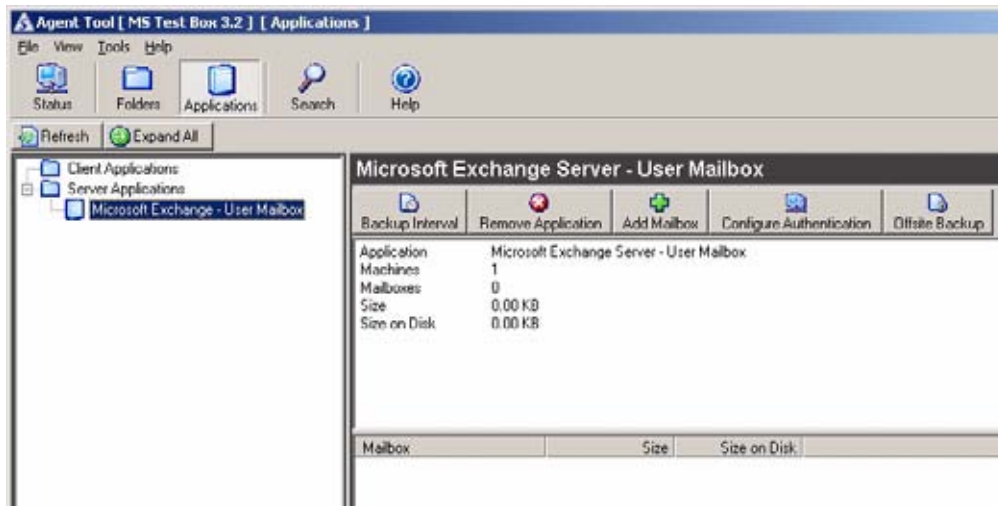 Agent Tool [ MS Test Box 3.2 ] [ Applications ]
File View Tools Help
Status Folders Applications Search Help
Refresh Expand All
Client Applications
Server Applications
Microsoft Exchange - User Mailbox
Microsoft Exchange Server - User Mailbox
Backup Interval Remove Application Add Mailbox Configure Authentication Offsite Backup
Application Microsoft Exchange Server - User Mailbox
Machines 1
Mailboxes 0
Size 0.00 KB
Size on Disk 0.00 KB
Mailbox Size Size on Disk